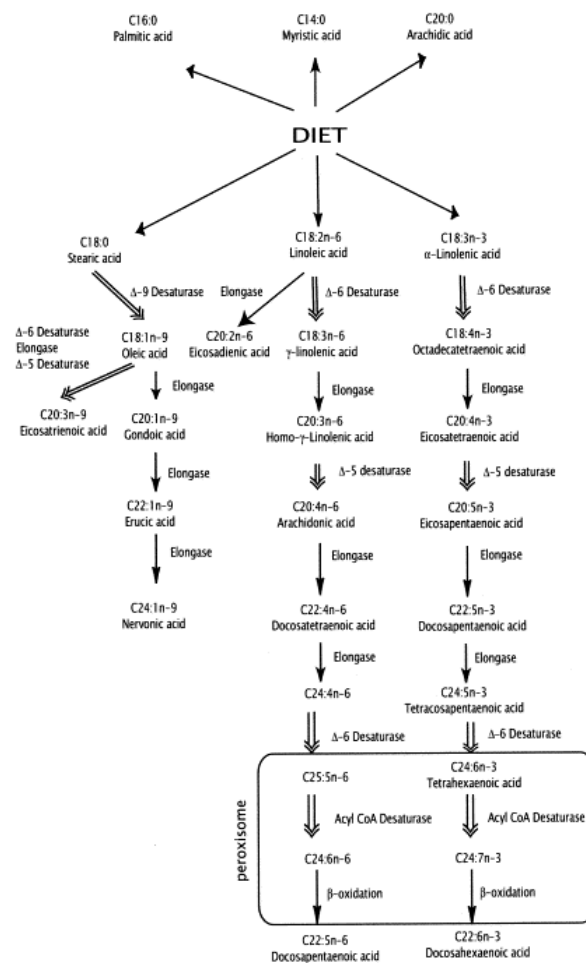 C16:0
Palmitic acid
C14:0
Myristic acid
C20:0
Arachidic acid
DIET
C18:0
Stearic acid
C18:2n-6
Linoleic acid
C18:3n-3
α-Linolenic acid
Δ-9 Desaturase
Elongase
Δ-6 Desaturase
Δ-6 Desaturase
Δ-6 Desaturase
Elongase
Δ-5 Desaturase
C18:1n-9
Oleic acid
C20:2n-6
Eicosadienic acid
C18:3n-6
γ-linolenic acid
C18:4n-3
Octadecatetraenoic acid
Elongase
Elongase
Elongase
C20:3n-9
Eicosatrienoic acid
C20:1n-9
Gondoic acid
C20:3n-6
Homo-γ-Linolenic acid
C20:4n-3
Eicosatetraenoic acid
Elongase
Δ-5 desaturase
Δ-5 desaturase
C22:1n-9
Erucic acid
C20:4n-6
Arachidonic acid
C20:5n-3
Eicosapentaenoic acid
Elongase
Elongase
Elongase
C24:1n-9
Nervonic acid
C22:4n-6
Docosatetraenoic acid
C22:5n-3
Docosapentaenoic acid
Elongase
Elongase
C24:4n-6
C24:5n-3
Tetracosapentaenoic acid
Δ-6 Desaturase
Δ-6 Desaturase
peroxisome
C25:5n-6
C24:6n-3
Tetrahexaenoic acid
Acyl CoA Desaturase
Acyl CoA Desaturase
C24:6n-6
C24:7n-3
β-oxidation
β-oxidation
C22:5n-6
Docosapentaenoic acid
C22:6n-3
Docosahexaenoic acid